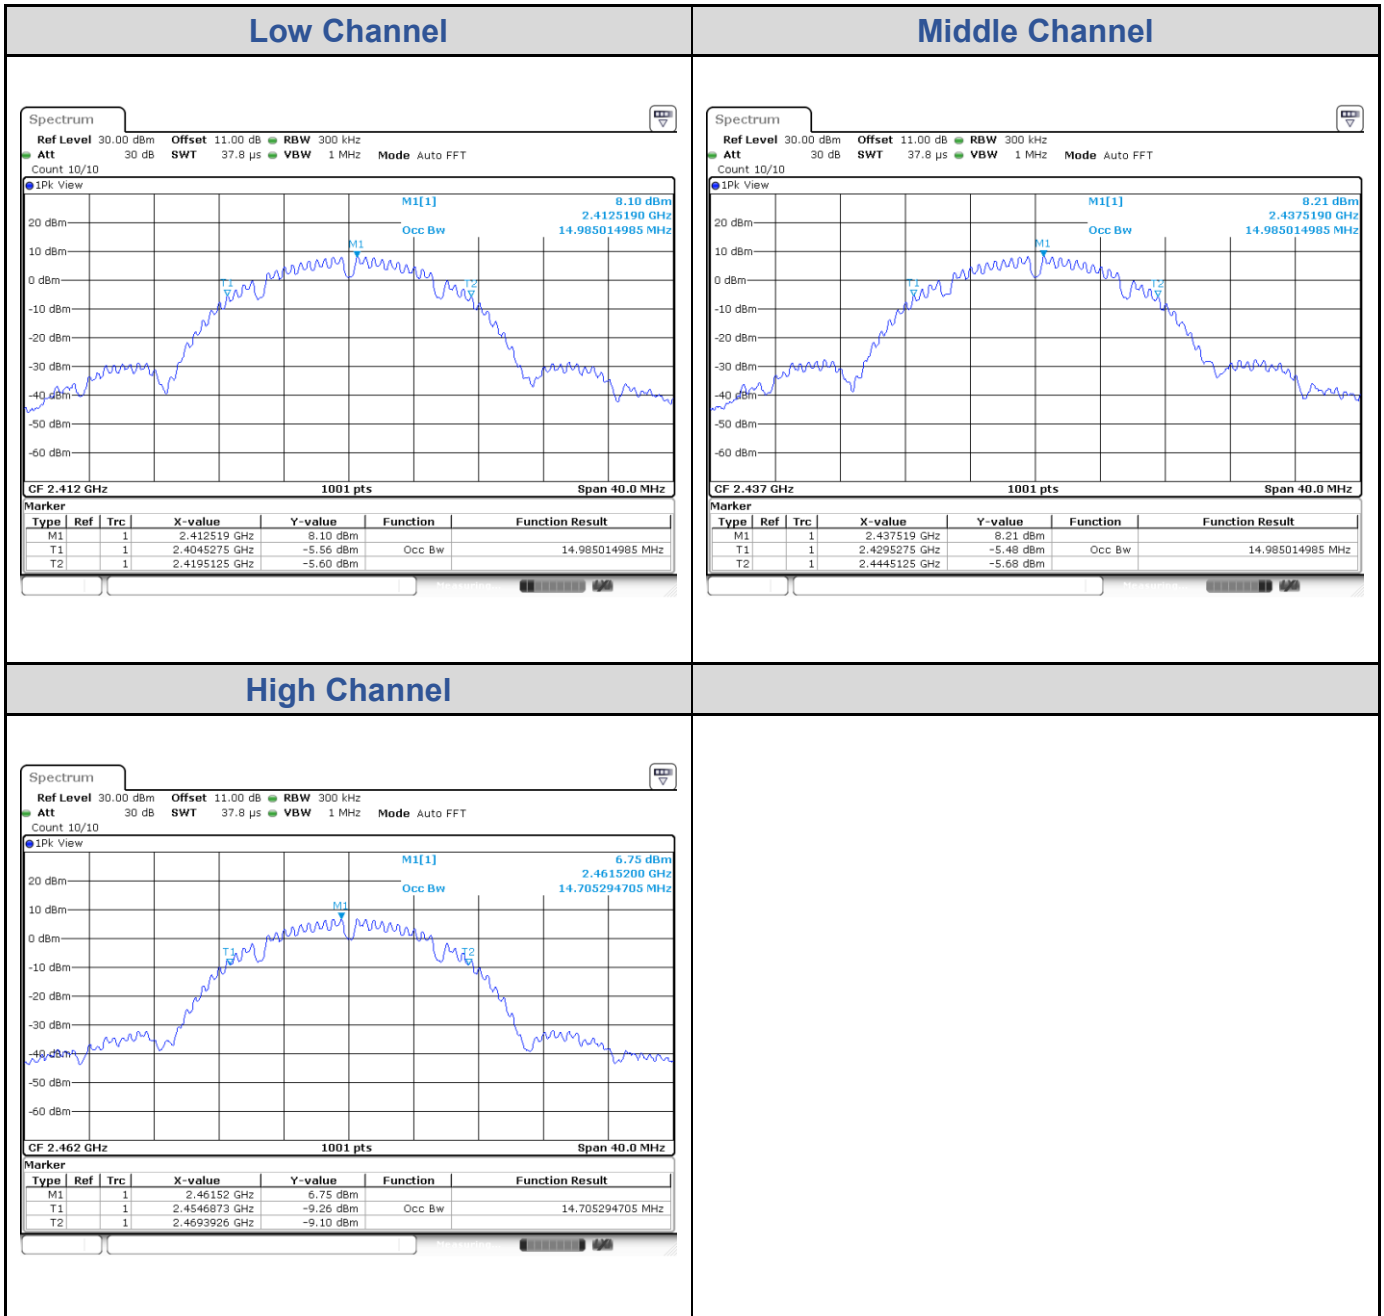 Low Channel
Middle Channel
Spectrum
Ref Level 30.00 dBm Offset 11.00 dB RBW 300 kHz
Att 30 dB SWT 37.8 µs VBW 1 MHz Mode Auto FFT
Count 10/10
1Pk View
M1[1] 8.10 dBm
2.4125190 GHz
Occ Bw 14.985014985 MHz
20 dBm
10 dBm
M1
0 dBm
T1
T2
-10 dBm
-20 dBm
-30 dBm
-40 dBm
-50 dBm
-60 dBm
CF 2.412 GHz 1001 pts Span 40.0 MHz
Marker
Type Ref Trc X-value Y-value Function Function Result
M1 1 2.412519 GHz 8.10 dBm
T1 1 2.4045275 GHz -5.56 dBm Occ Bw 14.985014985 MHz
T2 1 2.4195125 GHz -5.60 dBm
Spectrum
Ref Level 30.00 dBm Offset 11.00 dB RBW 300 kHz
Att 30 dB SWT 37.8 µs VBW 1 MHz Mode Auto FFT
Count 10/10
1Pk View
M1[1] 8.21 dBm
2.4375190 GHz
Occ Bw 14.985014985 MHz
20 dBm
10 dBm
M1
0 dBm
T1
T2
-10 dBm
-20 dBm
-30 dBm
-40 dBm
-50 dBm
-60 dBm
CF 2.437 GHz 1001 pts Span 40.0 MHz
Marker
Type Ref Trc X-value Y-value Function Function Result
M1 1 2.437519 GHz 8.21 dBm
T1 1 2.4295275 GHz -5.48 dBm Occ Bw 14.985014985 MHz
T2 1 2.4445125 GHz -5.68 dBm
High Channel
Spectrum
Ref Level 30.00 dBm Offset 11.00 dB RBW 300 kHz
Att 30 dB SWT 37.8 µs VBW 1 MHz Mode Auto FFT
Count 10/10
1Pk View
M1[1] 6.75 dBm
2.4615200 GHz
Occ Bw 14.705294705 MHz
20 dBm
10 dBm
M1
0 dBm
T1
T2
-10 dBm
-20 dBm
-30 dBm
-40 dBm
-50 dBm
-60 dBm
CF 2.462 GHz 1001 pts Span 40.0 MHz
Marker
Type Ref Trc X-value Y-value Function Function Result
M1 1 2.46152 GHz 6.75 dBm
T1 1 2.4546873 GHz -9.26 dBm Occ Bw 14.705294705 MHz
T2 1 2.4693926 GHz -9.10 dBm